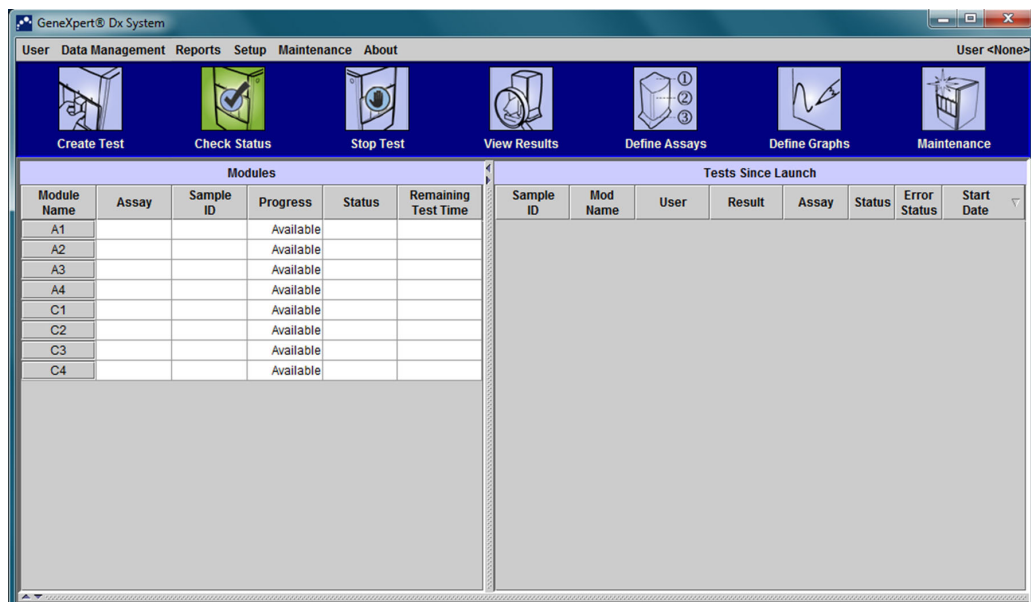 GeneXpert® Dx System
User Data Management Reports Setup Maintenance About User <None>
Create Test Check Status Stop Test View Results Define Assays Define Graphs Maintenance
①
②
③
Modules
Module Name Assay Sample ID Progress Status Remaining Test Time
A1 Available
A2 Available
A3 Available
A4 Available
C1 Available
C2 Available
C3 Available
C4 Available
Tests Since Launch
Sample ID Mod Name User Result Assay Status Error Status Start Date